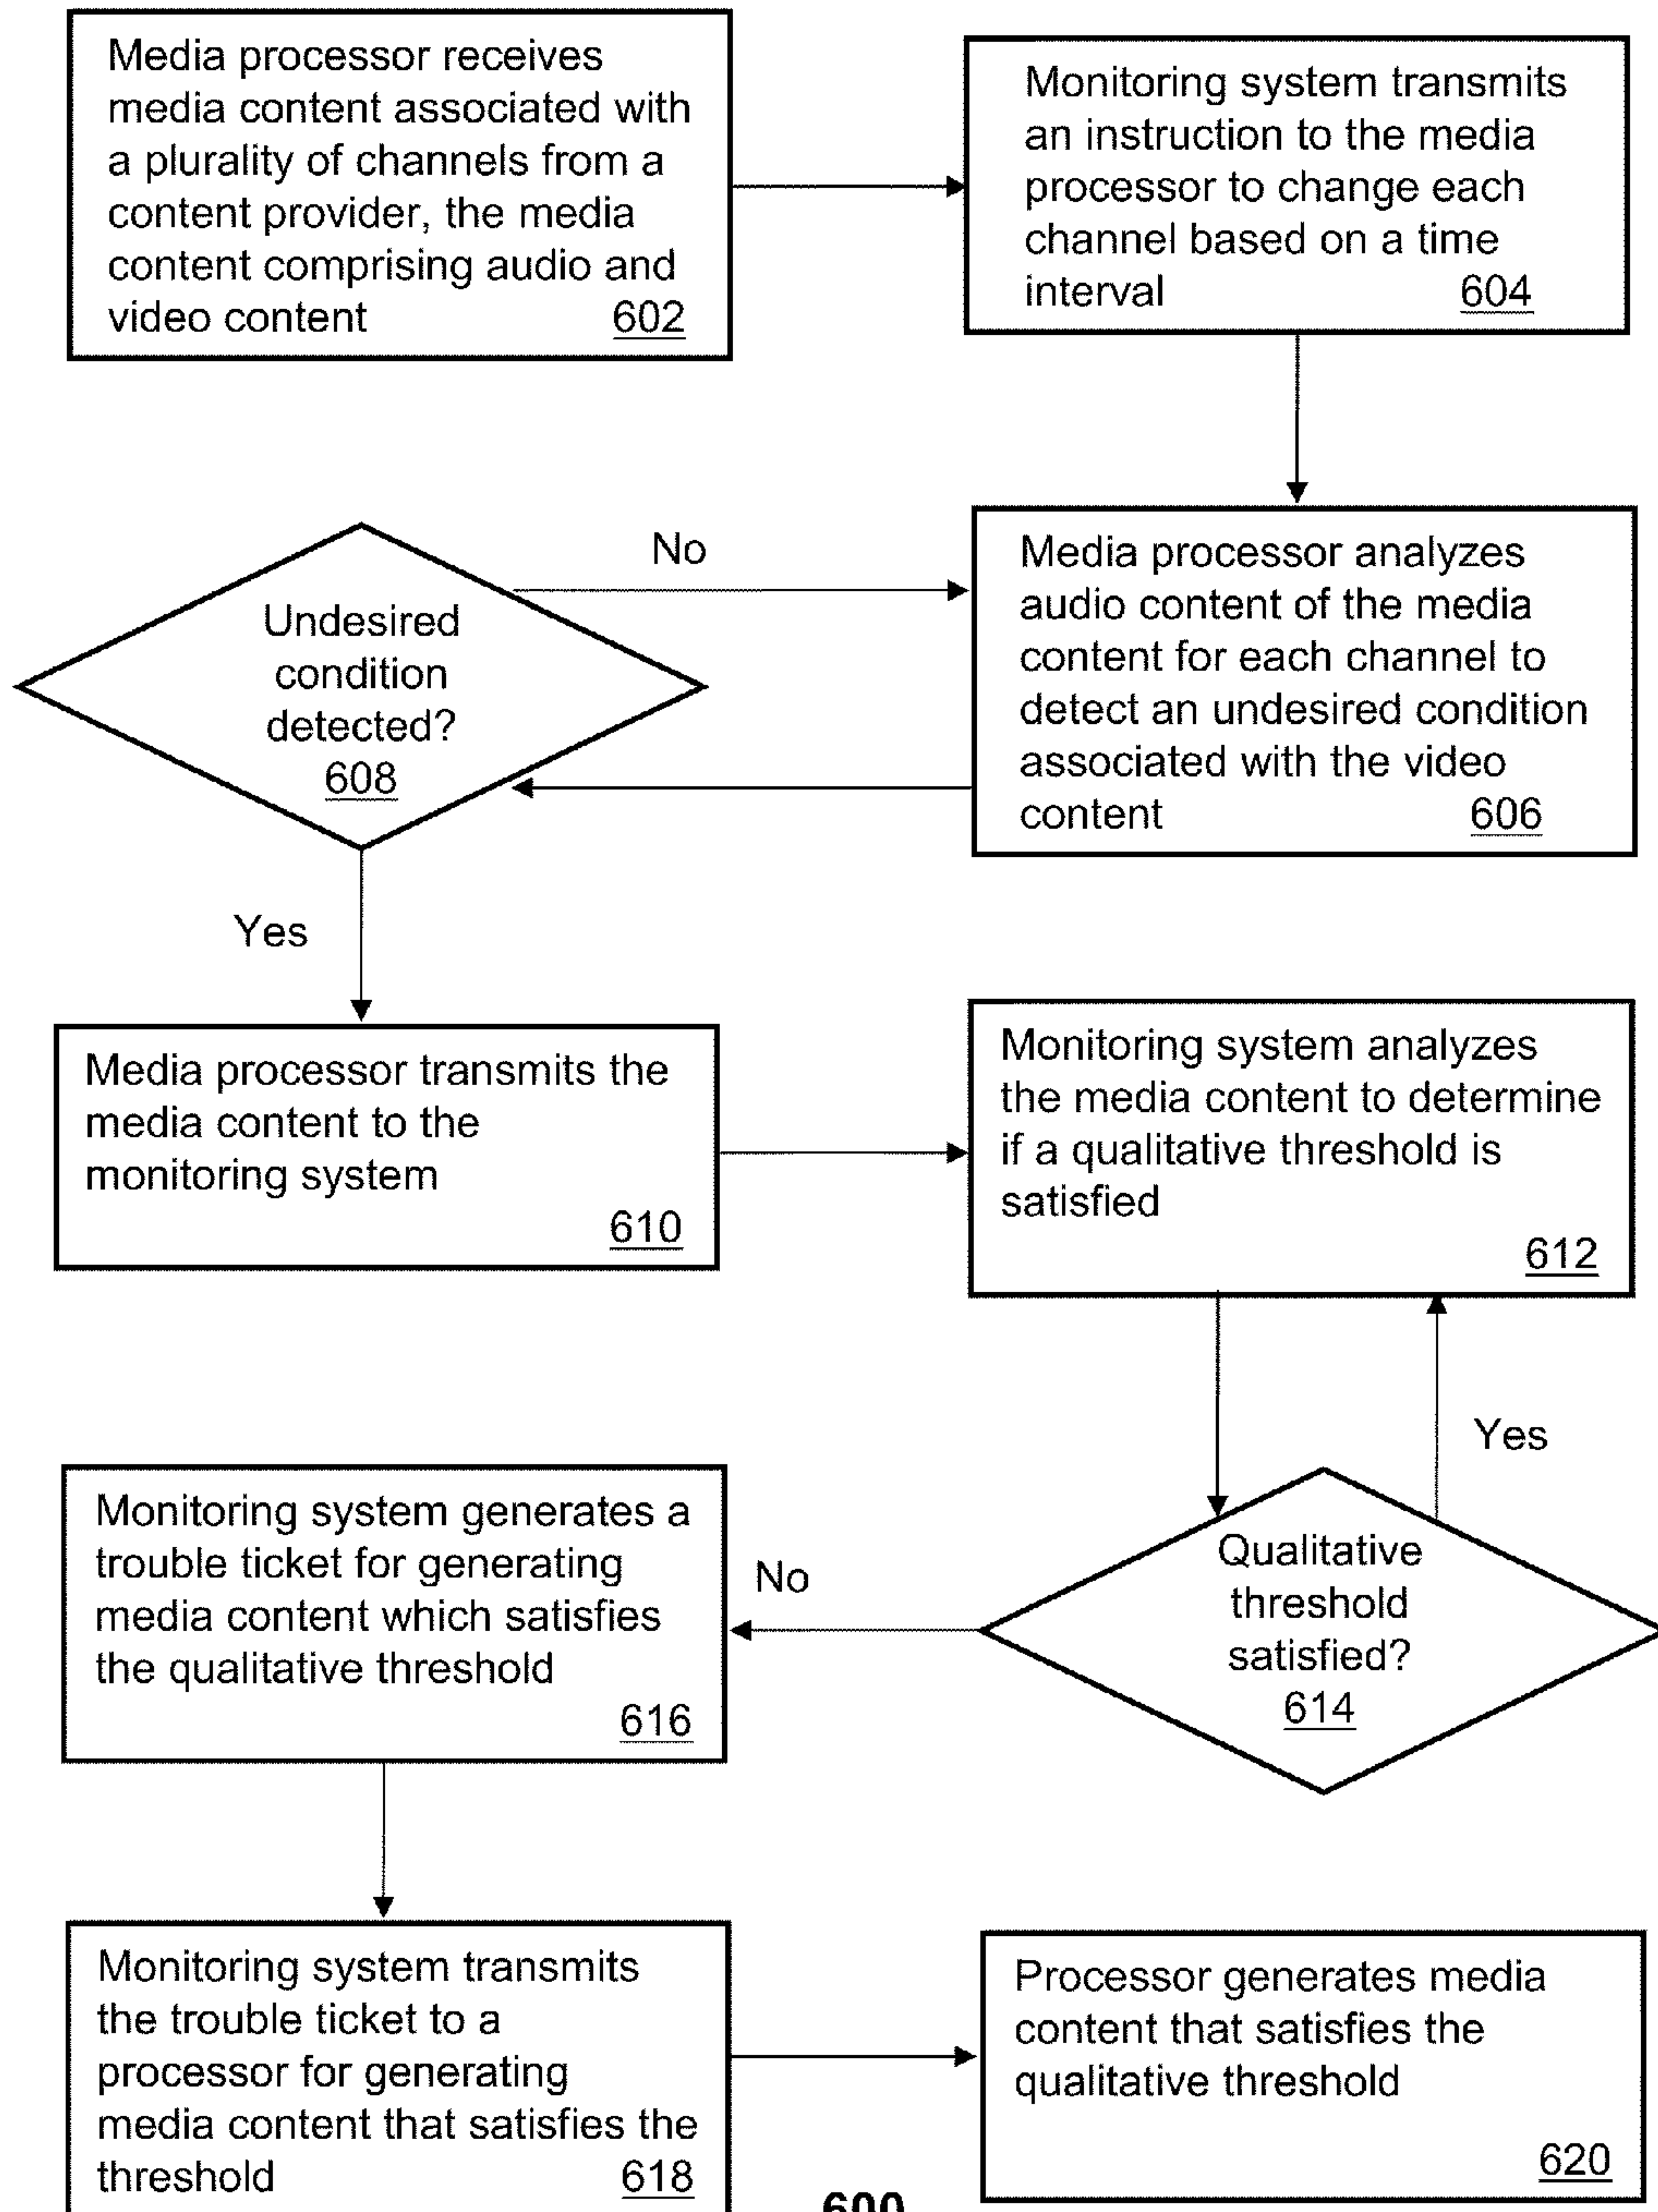 Media processor receives
media content associated with
a plurality of channels from a
content provider, the media
content comprising audio and
video content 602
Monitoring system transmits
an instruction to the media
processor to change each
channel based on a time
interval 604
No
Undesired
condition
detected?
608
Media processor analyzes
audio content of the media
content for each channel to
detect an undesired condition
associated with the video
content 606
Yes
Media processor transmits the
media content to the
monitoring system
610
Monitoring system analyzes
the media content to determine
if a qualitative threshold is
satisfied
612
Yes
Monitoring system generates a
trouble ticket for generating
media content which satisfies
the qualitative threshold
616
No
Qualitative
threshold
satisfied?
614
Monitoring system transmits
the trouble ticket to a
processor for generating
media content that satisfies the
threshold 618
Processor generates media
content that satisfies the
qualitative threshold
620
600